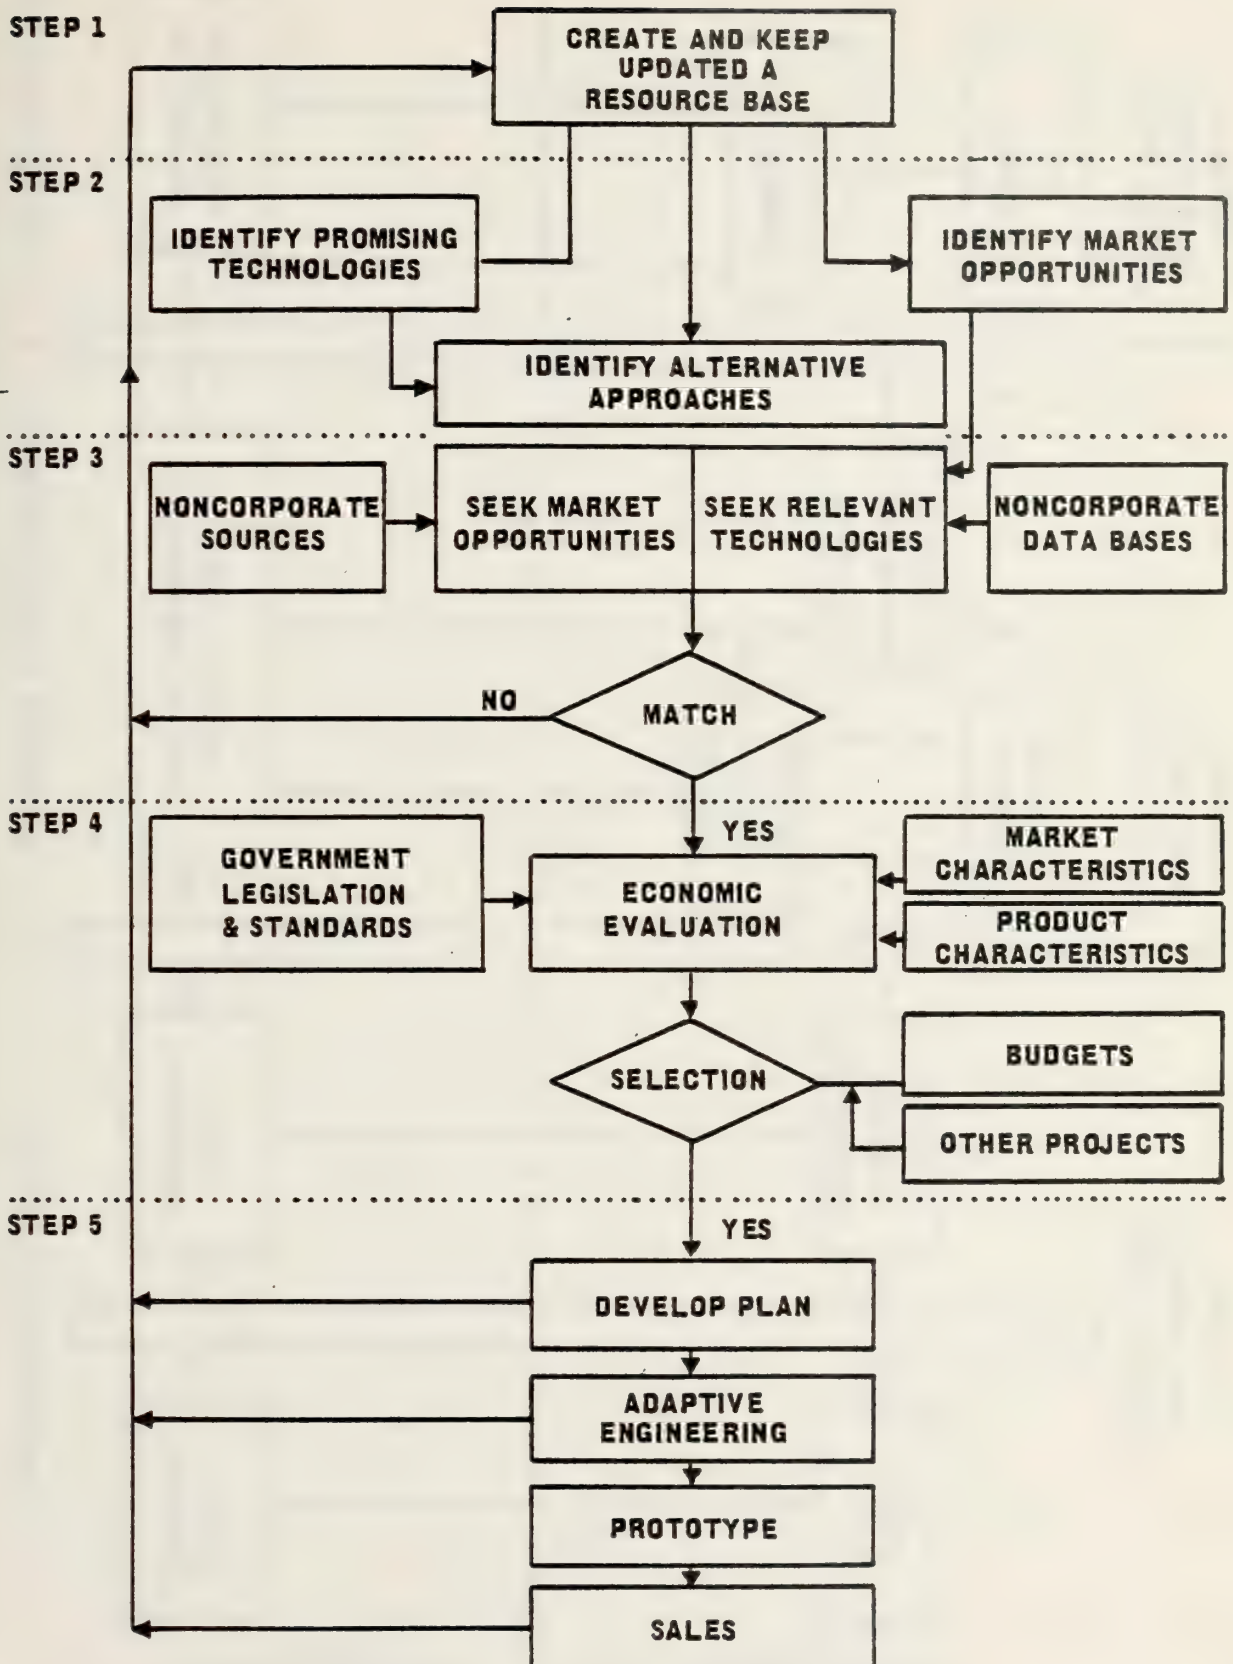 STEP 1
CREATE AND KEEP
UPDATED A
RESOURCE BASE
STEP 2
IDENTIFY PROMISING
TECHNOLOGIES
IDENTIFY MARKET
OPPORTUNITIES
IDENTIFY ALTERNATIVE
APPROACHES
STEP 3
NONCORPORATE
SOURCES
SEEK MARKET
OPPORTUNITIES
SEEK RELEVANT
TECHNOLOGIES
NONCORPORATE
DATA BASES
NO
MATCH
STEP 4
YES
GOVERNMENT
LEGISLATION
& STANDARDS
ECONOMIC
EVALUATION
MARKET
CHARACTERISTICS
PRODUCT
CHARACTERISTICS
SELECTION
BUDGETS
OTHER PROJECTS
STEP 5
YES
DEVELOP PLAN
ADAPTIVE
ENGINEERING
PROTOTYPE
SALES